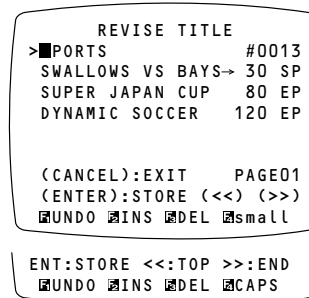 REVISE TITLE
>█PORTS #0013
SWALLOWS VS BAYS→ 30 SP
SUPER JAPAN CUP 80 EP
DYNAMIC SOCCER 120 EP
(CANCEL):EXIT PAGE01
(ENTER):STORE (<<) (>>)
UNDO INS DEL small
ENT:STORE <<:TOP >>:END
UNDO INS DEL CAPS